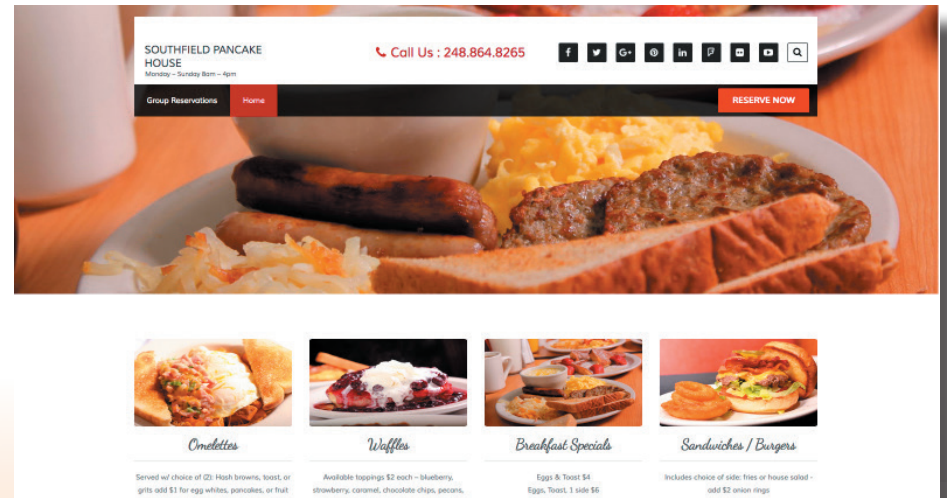 SOUTHFIELD PANCAKE
HOUSE
Monday – Sunday 8am – 4pm
Call Us : 248.864.8265
Group Reservations
Home
RESERVE NOW
Omelettes
Waffles
Breakfast Specials
Sandwiches / Burgers
Served w/ choice of (2): Hash browns, toast, or
grits add $1 for egg whites, pancakes, or fruit
Available toppings $2 each – blueberry,
strawberry, caramel, chocolate chips, pecans,
Eggs & Toast $4
Eggs, Toast, 1 side $6
Includes choice of side: fries or house salad -
add $2 onion rings